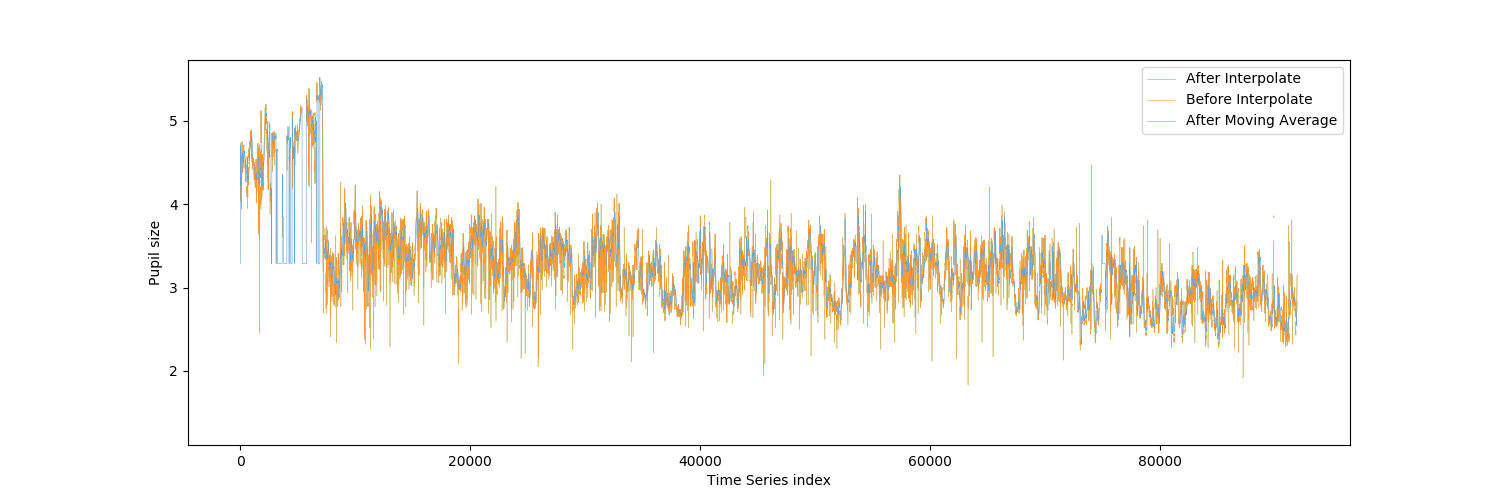 After Interpolate
Before Interpolate
After Moving Average
5
4
3
2
Pupil size
0 20000 40000 60000 80000
Time Series index